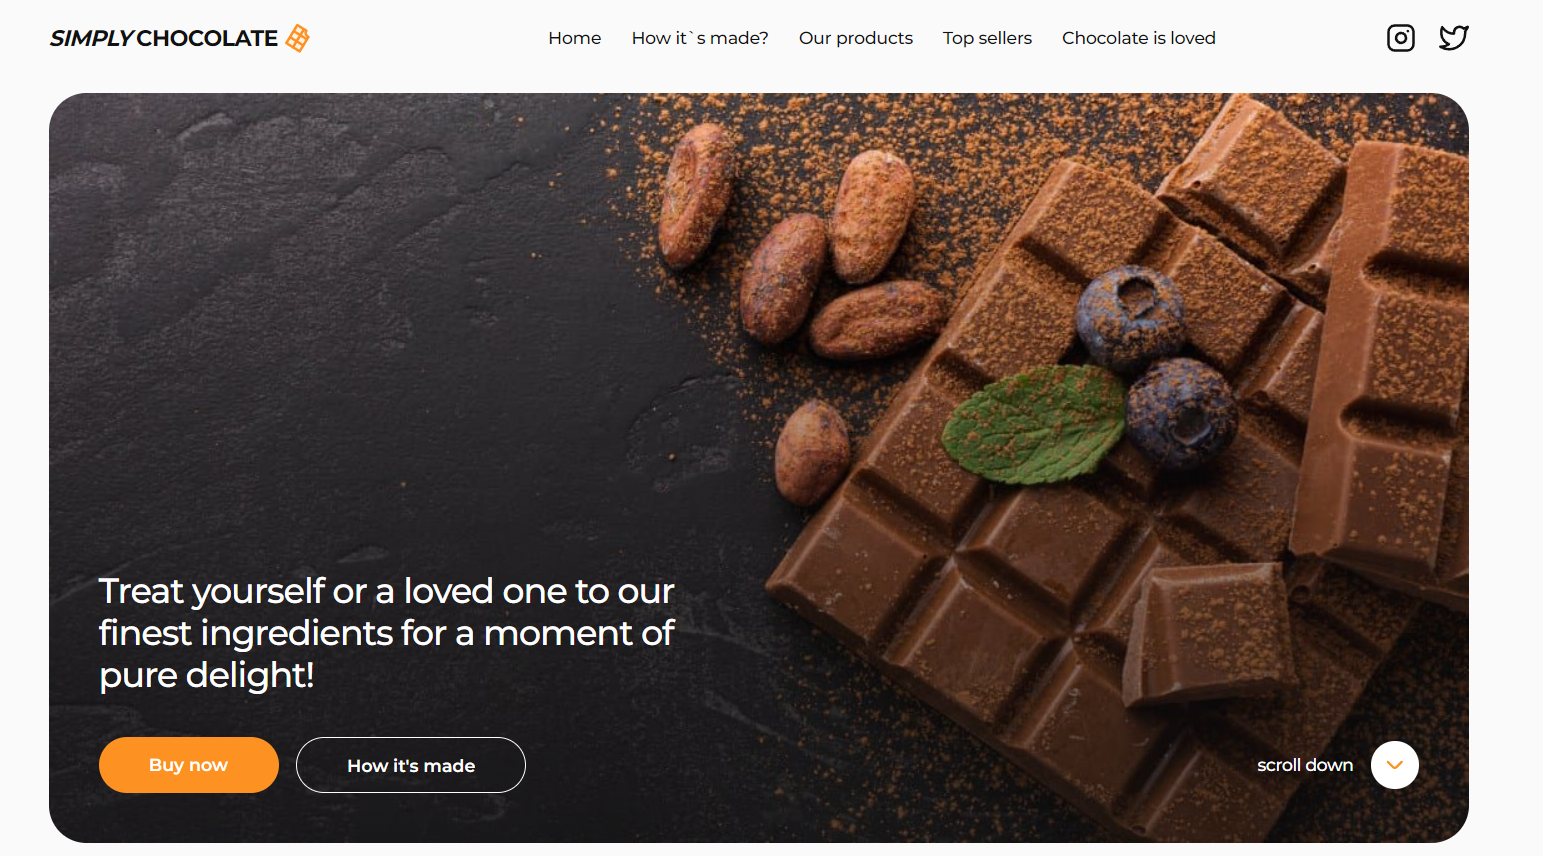 SIMPLY CHOCOLATE
Home How it`s made? Our products Top sellers Chocolate is loved
Treat yourself or a loved one to our
finest ingredients for a moment of
pure delight!
Buy now How it's made scroll down